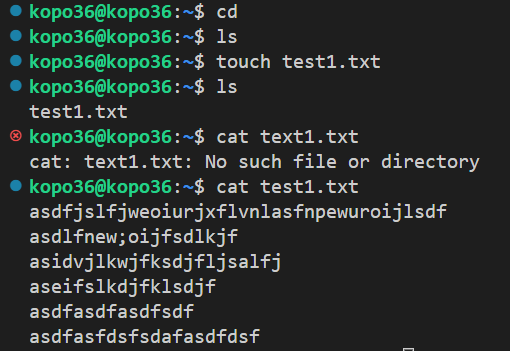 kopo36@kopo36:~$ cd
kopo36@kopo36:~$ ls
kopo36@kopo36:~$ touch test1.txt
kopo36@kopo36:~$ ls
test1.txt
kopo36@kopo36:~$ cat text1.txt
cat: text1.txt: No such file or directory
kopo36@kopo36:~$ cat test1.txt
asdfjslfjweoiurjxflvnlasfnpewuroijlsdf
asdlfnew;oijfsdlkjf
asidvjlkwjfksdjfljsalfj
aseifslkdjfklsdjf
asdfasdfasdfsdf
asdfasfdsfsdafasdfdsf